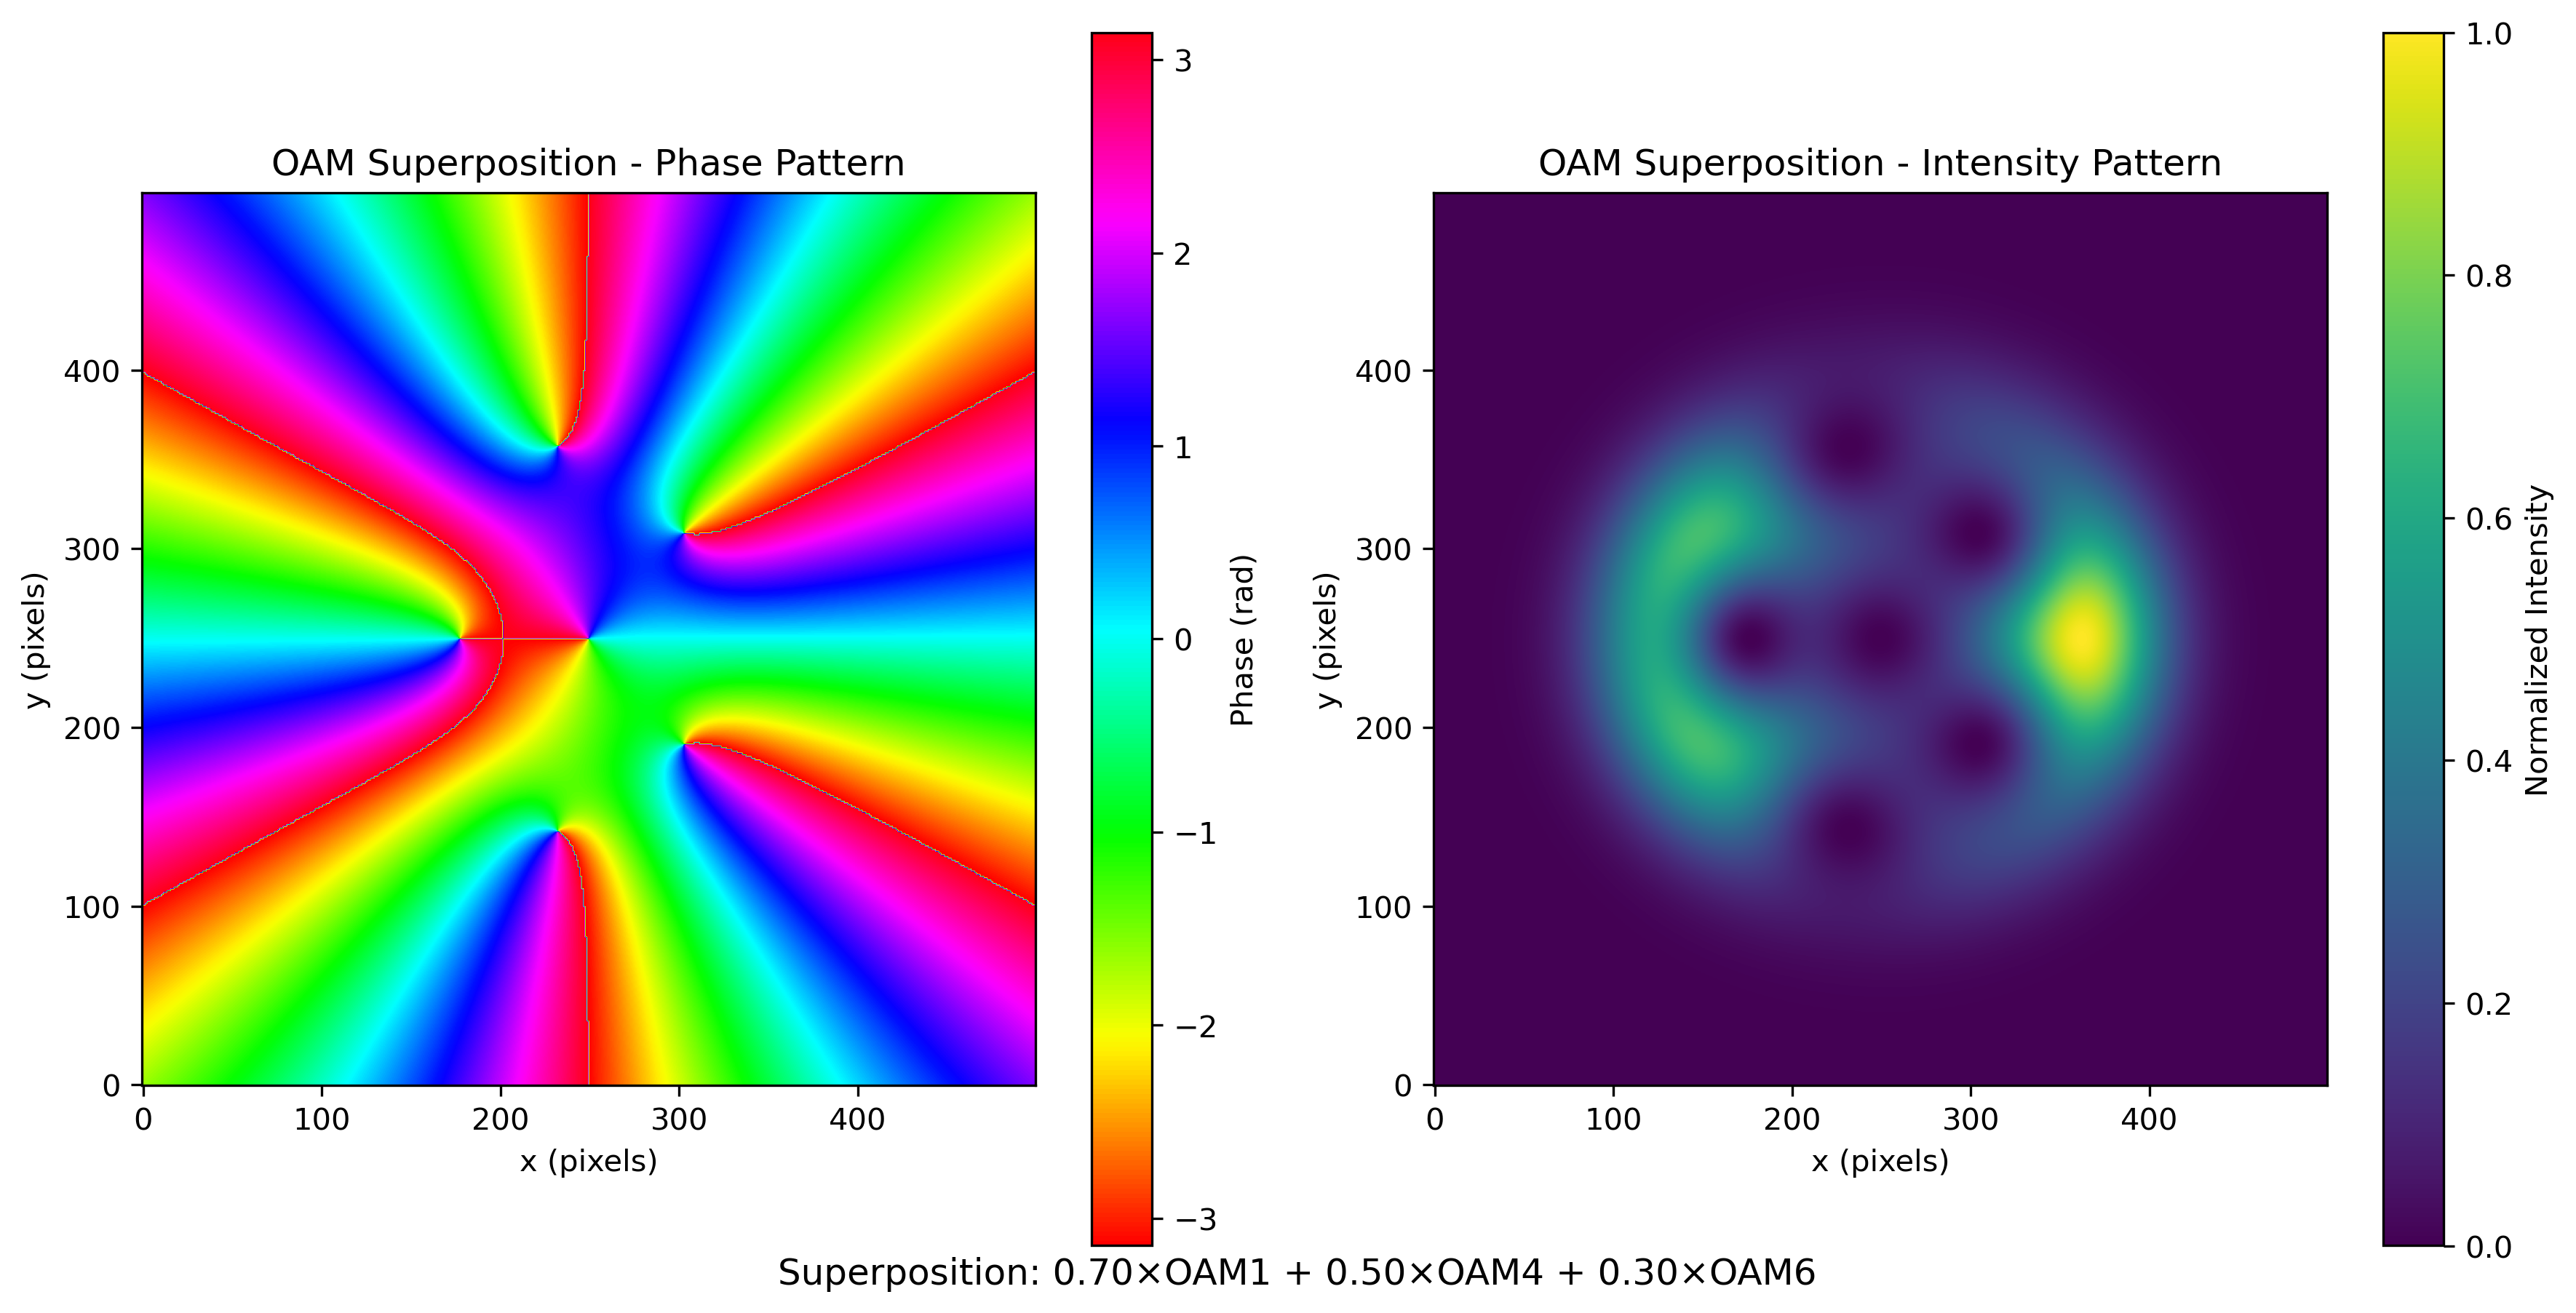 OAM Superposition - Phase Pattern
400
300
200
100
0
y (pixels)
0 100 200 300 400
x (pixels)
3
2
1
0
−1
−2
−3
Phase (rad)
OAM Superposition - Intensity Pattern
400
300
200
100
0
y (pixels)
0 100 200 300 400
x (pixels)
1.0
0.8
0.6
0.4
0.2
0.0
Normalized Intensity
Superposition: 0.70×OAM1 + 0.50×OAM4 + 0.30×OAM6